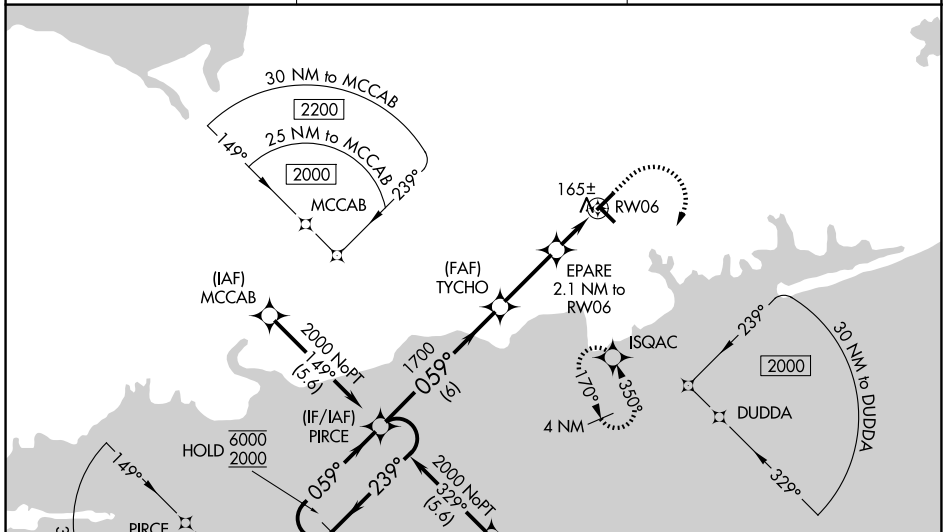 30 NM to MCCAB
2200
149°
25 NM to MCCAB
2000
239°
MCCAB
165±
RW06
(IAF)
MCCAB
2000 NoPT
149°
(5.6)
(FAF)
TYCHO
EPARE
2.1 NM to
RW06
1700
059°
(6)
ISQAC
170°
350°
4 NM
239°
2000
30 NM to DUDDA
DUDDA
329°
(IF/IAF)
PIRCE
HOLD
6000
2000
059°
239°
2000 NoPT
329°
(5.6)
149°
PIRCE